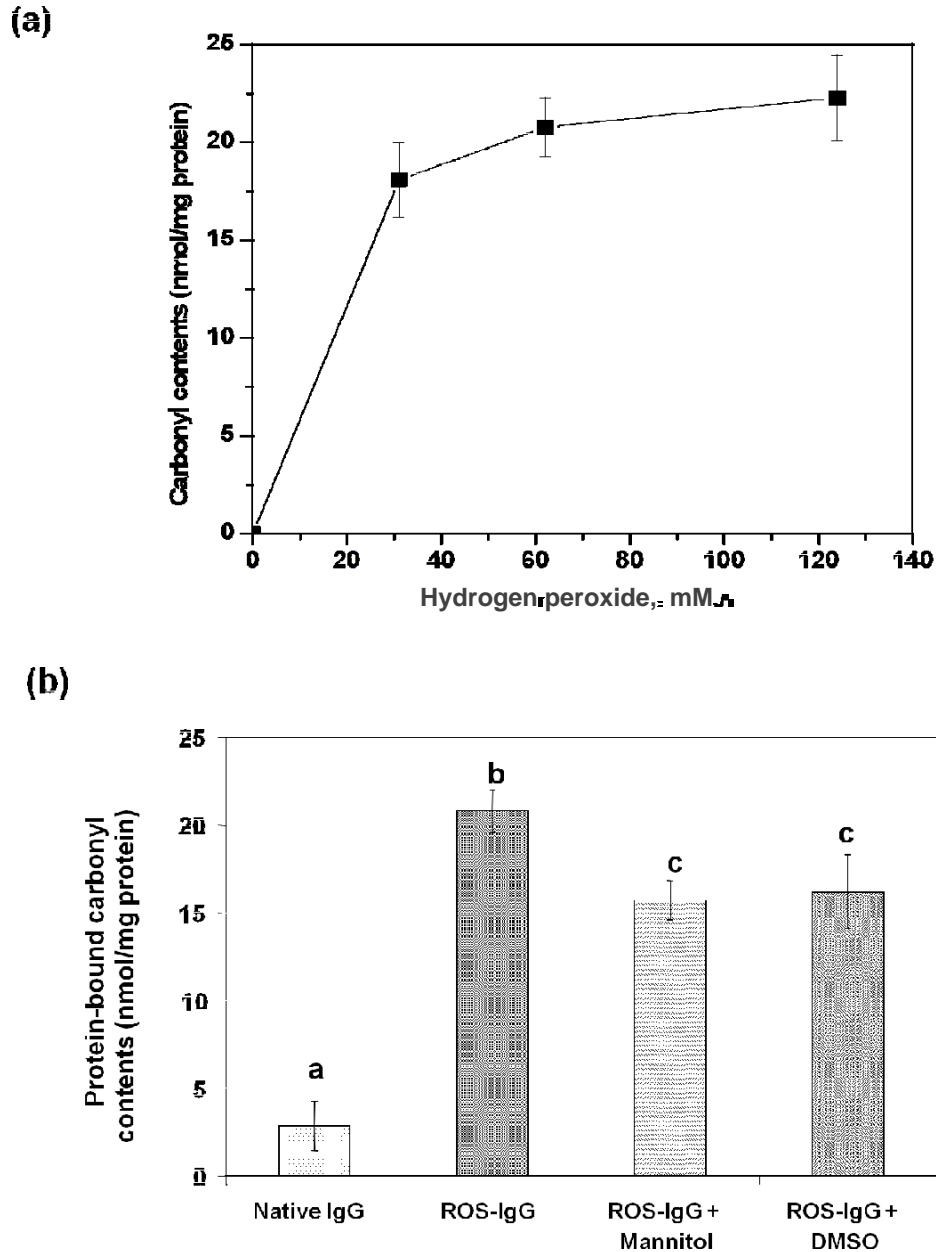 (a)
25
20
15
10
5
0
Carbonyl contents (nmol/mg protein)
0 20 40 60 80 100 120 140
Hydrogen peroxide, mM
(b)
25
20
15
10
5
0
Protein-bound carbonyl
contents (nmol/mg protein)
a
b
c
c
Native IgG
ROS-IgG
ROS-IgG +
Mannitol
ROS-IgG +
DMSO